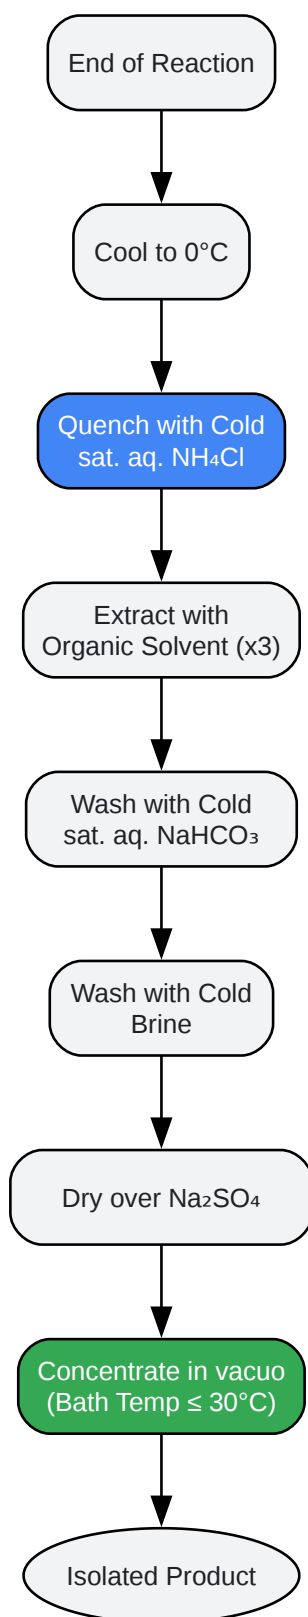 End of Reaction
Cool to 0°C
Quench with Cold
sat. aq. NH₄Cl
Extract with
Organic Solvent (x3)
Wash with Cold
sat. aq. NaHCO₃
Wash with Cold
Brine
Dry over Na₂SO₄
Concentrate in vacuo
(Bath Temp ≤ 30°C)
Isolated Product